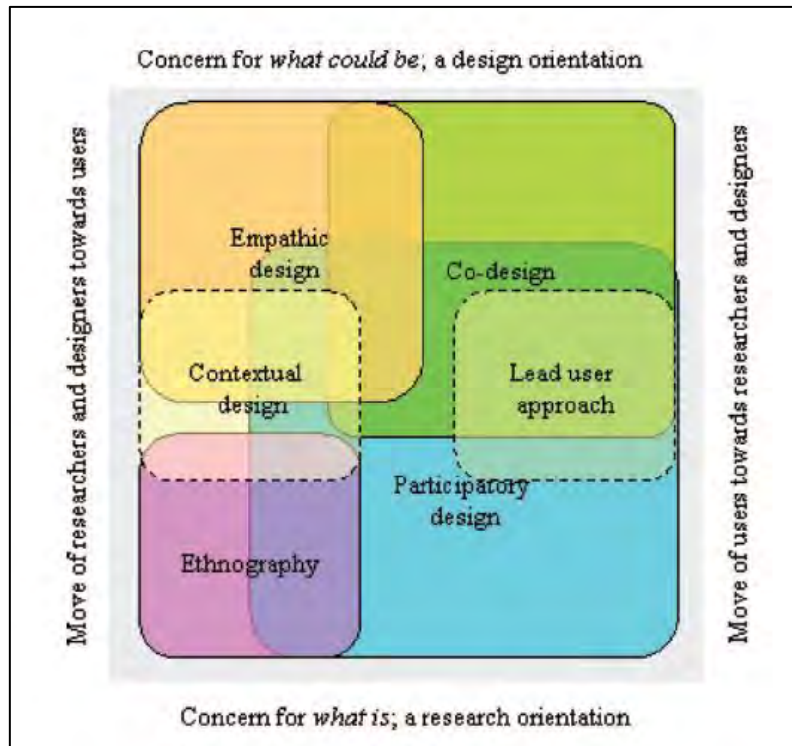 Concern for what could be; a design orientation
Move of researchers and designers towards users
Empathic
design
Co-design
Contextual
design
Lead user
approach
Participatory
design
Ethnography
Move of users towards researchers and designers
Concern for what is; a research orientation